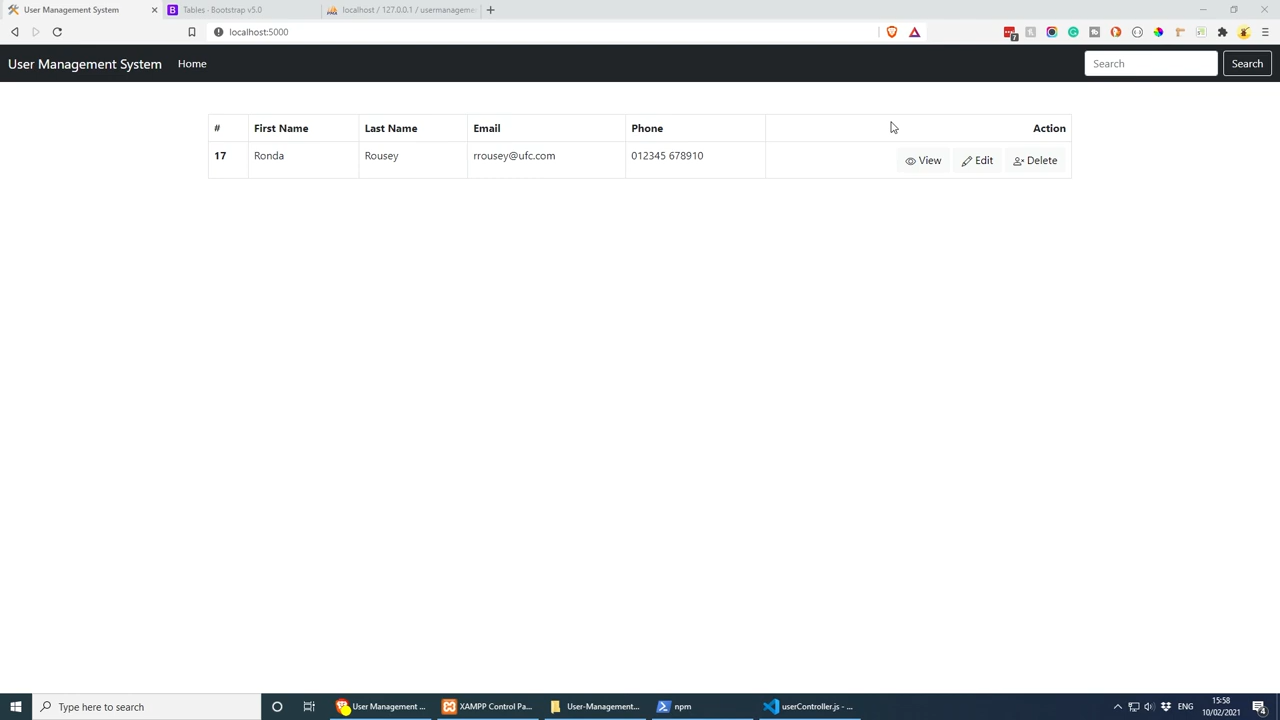 User Management System
Tables - Bootstrap v5.0
localhost / 127.0.0.1 / usermanageme
localhost:5000
7
User Management System Home Search Search
# First Name Last Name Email Phone Action
17 Ronda Rousey rrousey@ufc.com 012345 678910 View Edit Delete
Type here to search
User Management ...
XAMPP Control Pa...
User-Management...
npm
userController.js - ...
ENG
15:58
10/02/2021
4